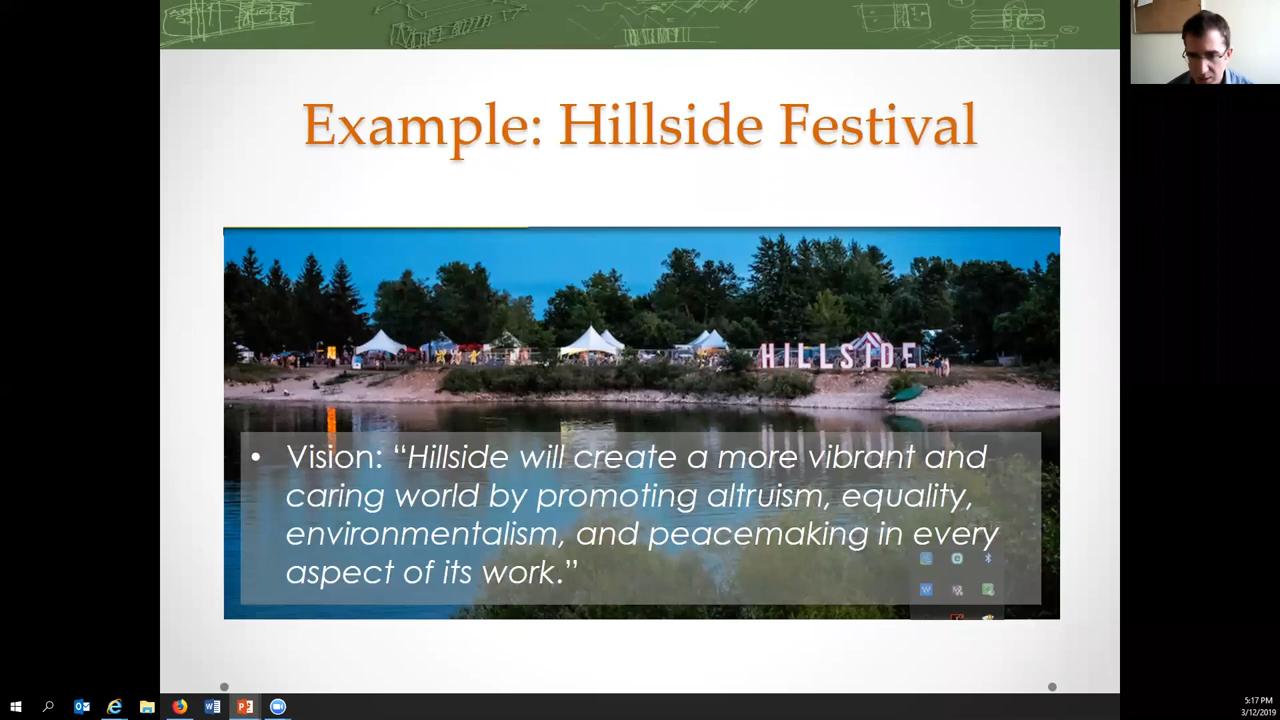 Example: Hillside Festival
HILLSIDE
• Vision: “Hillside will create a more vibrant and
caring world by promoting altruism, equality,
environmentalism, and peacemaking in every
aspect of its work.”
5:17 PM
3/12/2019